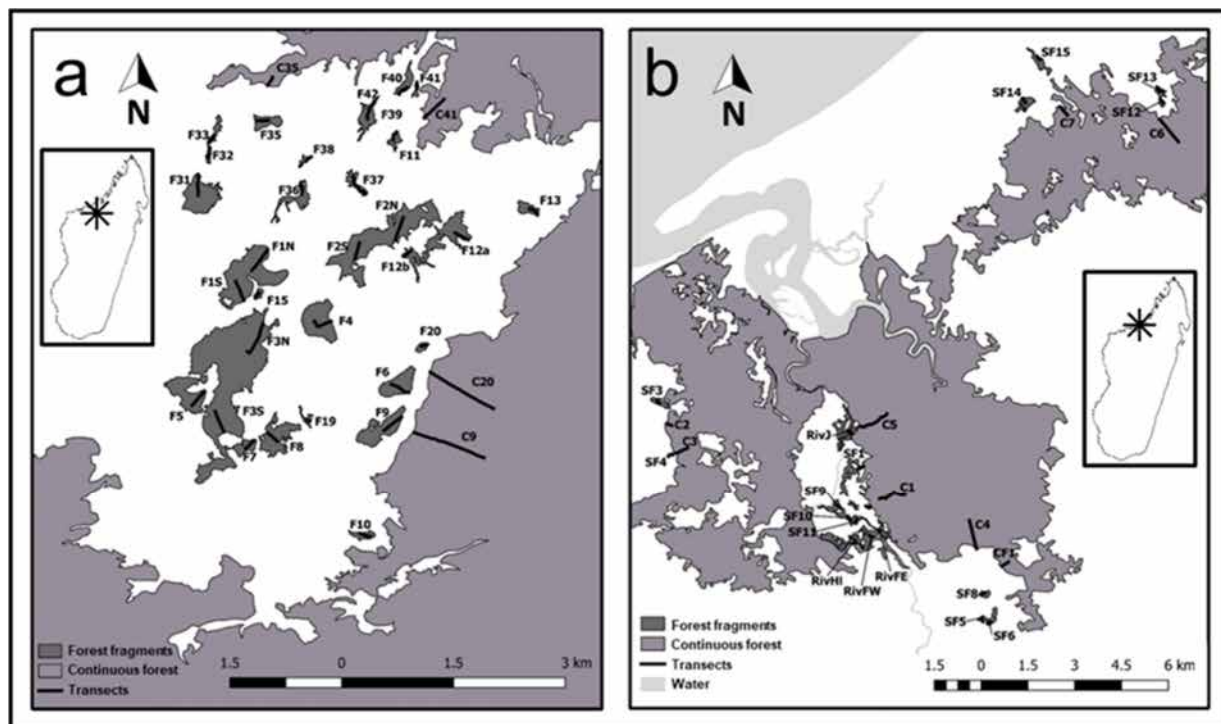 a
N
C35
F40
F41
F42
F39
C41
F35
F33
F32
F11
F38
F31
F36
F37
F2N
F13
F2S
F12a
F12b
F1N
F1S
F15
F4
F3N
F20
F6
C20
F5
F3S
F19
F9
F7
F8
C9
F10
Forest fragments
Continuous forest
Transects
1.5 0 1.5 3 km
b
N
SF15
SF13
SF14
C7
SF12
C6
SF3
C2
C3
SF4
C5
RivJ
SF1
SF9
C1
SF10
SF11
C4
CF1
RivHI
RivFE
RivFW
SF8
SF5
SF6
Forest fragments
Continuous forest
Transects
Water
1.5 0 1.5 3 4.5 6 km